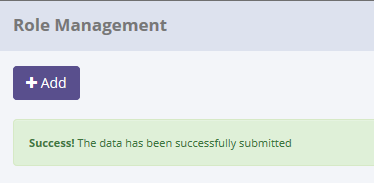 Role Management
+ Add
Success! The data has been successfully submitted